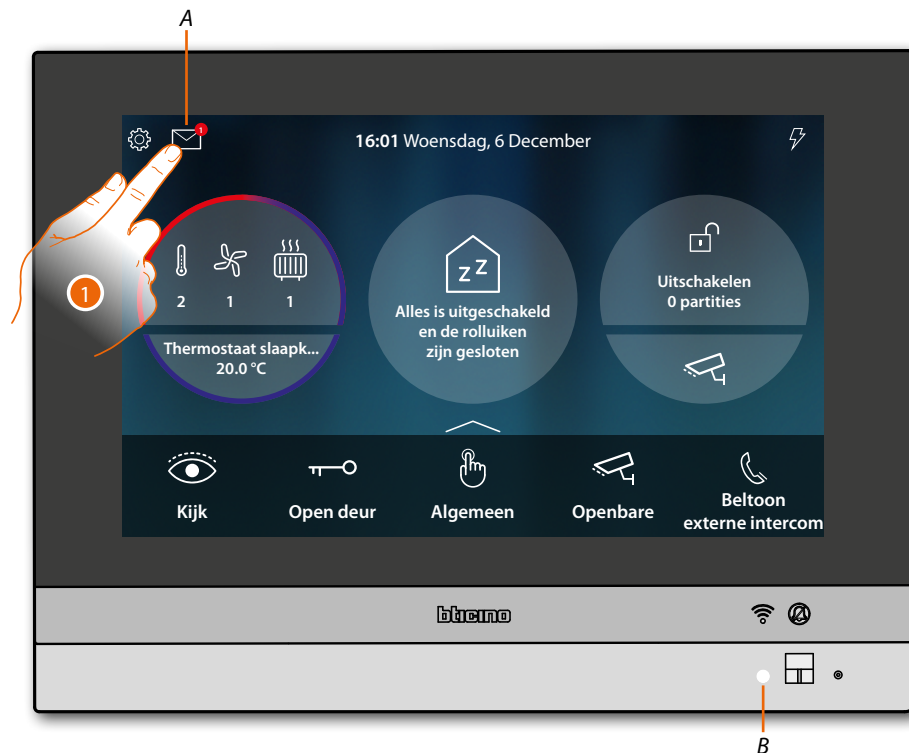 A
1
16:01 Woensdag, 6 December
1
2
1
1
Thermostaat slaapk...
20.0 °C
zZ
Alles is uitgeschakeld
en de rolluiken
zijn gesloten
Uitschakelen
0 partities
Kijk
Open deur
Algemeen
Openbare
Beltoon
externe intercom
bticino
B